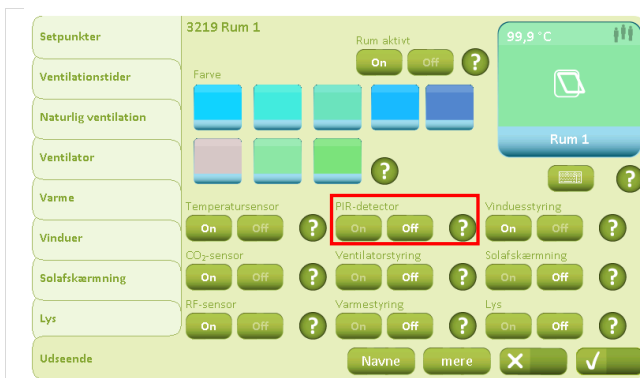 Setpunkter
Ventilationstider
Naturlig ventilation
Ventilator
Varme
Vinduer
Solafskærmning
Lys
Udseende
3219 Rum 1
Rum aktivt
On Off ?
Farve
?
99,9 °C
Rum 1
?
Temperatursensor PIR-detector Vinduesstyring
On Off ? On Off ? On Off ?
CO₂-sensor Ventilatorstyring Solafskærmning
On Off ? On Off ? On Off ?
RF-sensor Varmestyring Lys
On Off ? On Off ? On Off ?
Navne mere